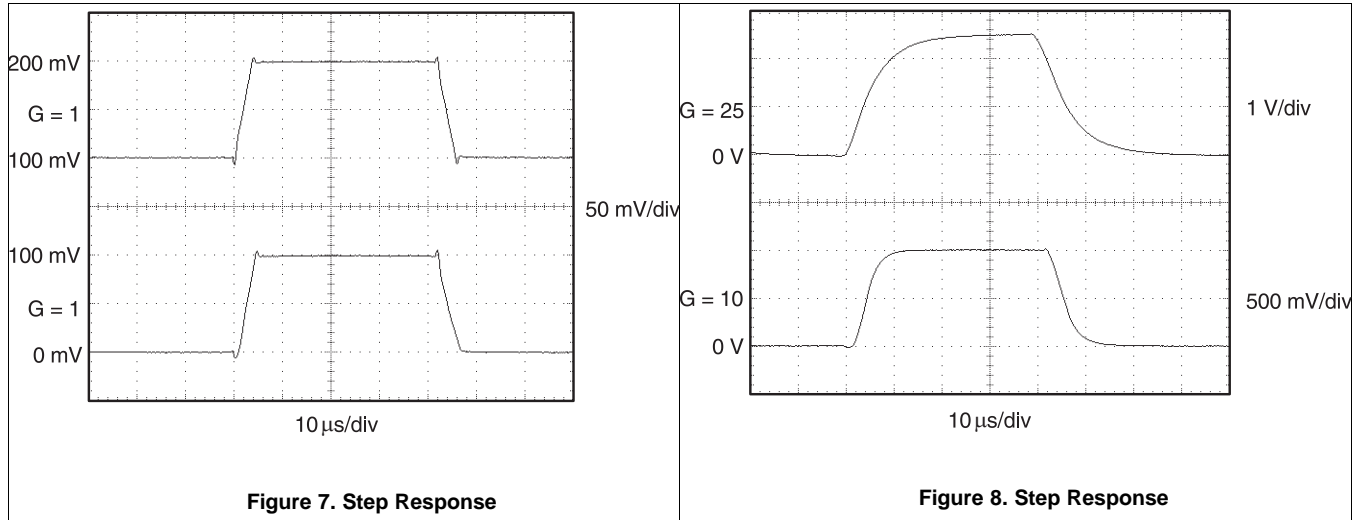 200 mV
G = 1
100 mV
50 mV/div
100 mV
G = 1
0 mV
10 µs/div
Figure 7. Step Response
G = 25
1 V/div
0 V
G = 10
500 mV/div
0 V
10 µs/div
Figure 8. Step Response